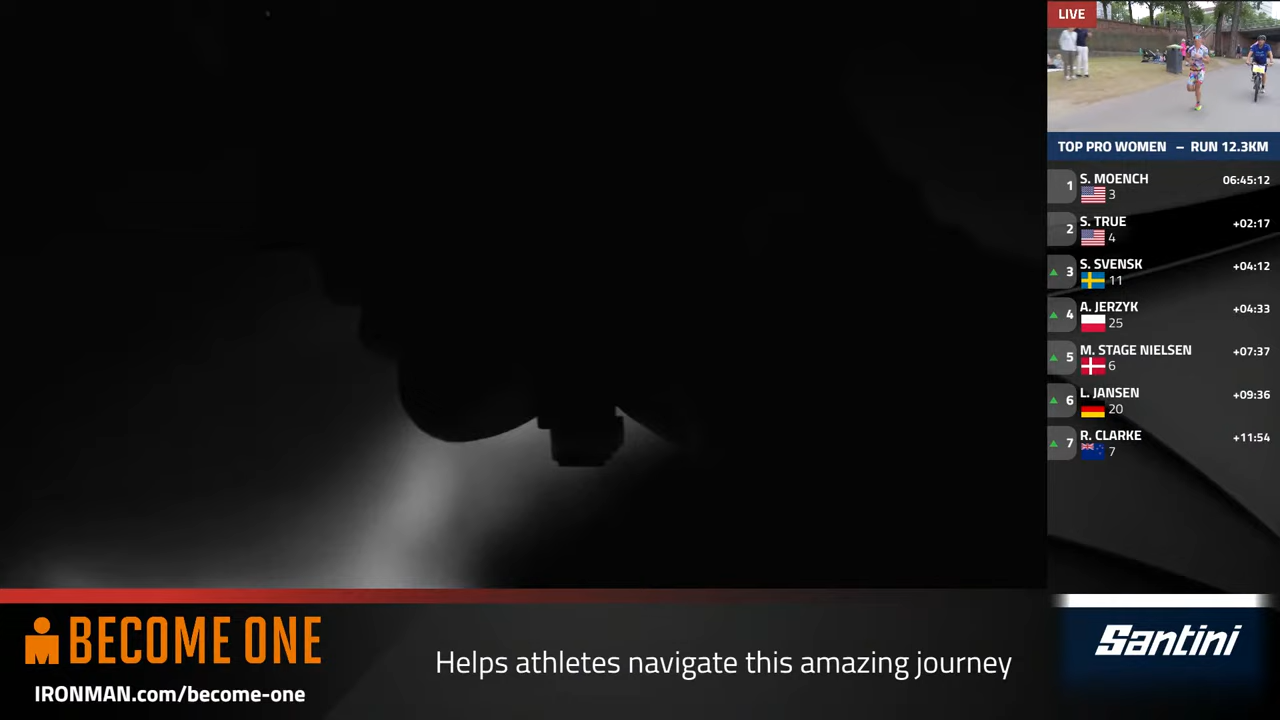 LIVE
TOP PRO WOMEN – RUN 12.3KM
1 S. MOENCH 06:45:12
3
2 S. TRUE +02:17
4
3 S. SVENSK +04:12
11
4 A. JERZYK +04:33
25
5 M. STAGE NIELSEN +07:37
6
6 L. JANSEN +09:36
20
7 R. CLARKE +11:54
7
BECOME ONE
IRONMAN.com/become-one
Helps athletes navigate this amazing journey
Santini